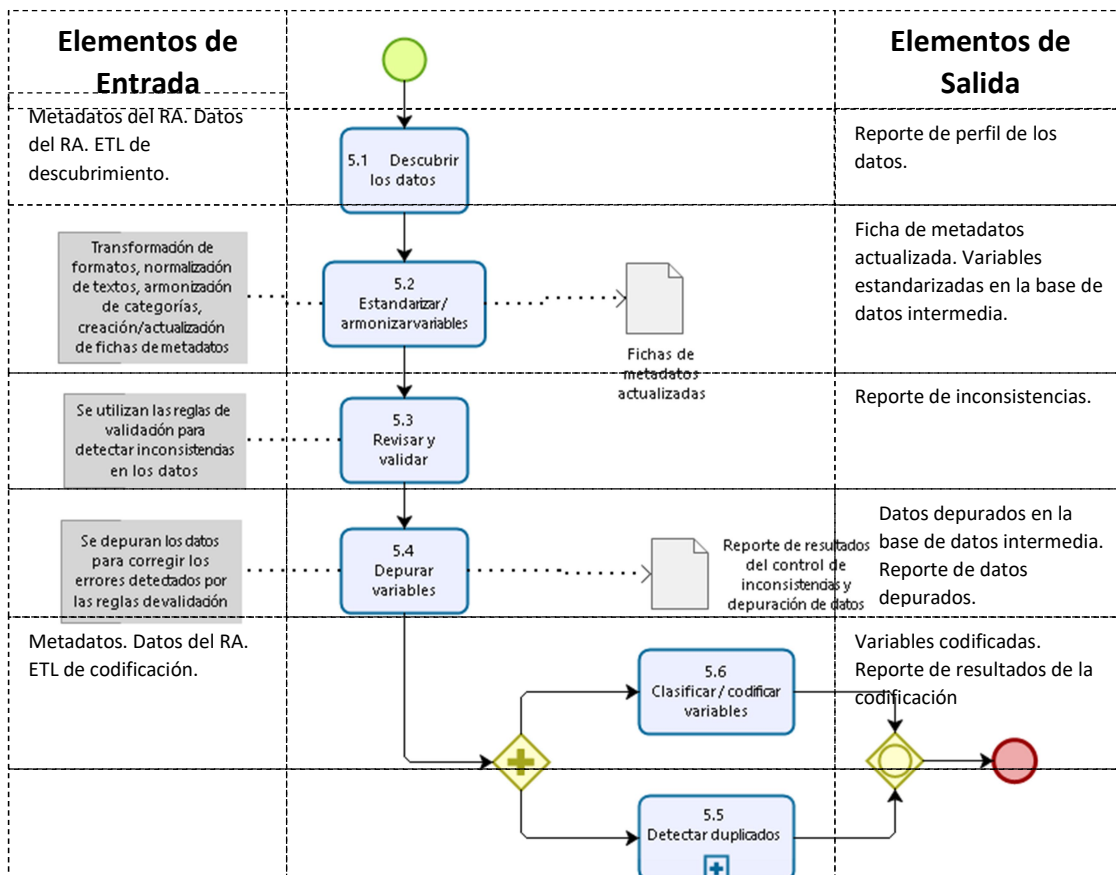 Elementos de
Entrada
Elementos de
Salida
Metadatos del RA. Datos
del RA. ETL de
descubrimiento.
5.1 Descubrir
los datos
Reporte de perfil de los
datos.
Transformación de
formatos, normalización
de textos, armonización
de categorías,
creación/actualización
de fichas de metadatos
5.2
Estandarizar/
armonizar variables
Fichas de
metadatos
actualizadas
Ficha de metadatos
actualizada. Variables
estandarizadas en la base de
datos intermedia.
Se utilizan las reglas de
validación para
detectar inconsistencias
en los datos
5.3
Revisar y
validar
Reporte de inconsistencias.
Se depuran los datos
para corregir los
errores detectados por
las reglas de validación
5.4
Depurar
variables
Reporte de resultados
del control de
inconsistencias y
depuración de datos
Datos depurados en la
base de datos intermedia.
Reporte de datos
depurados.
Metadatos. Datos del RA.
ETL de codificación.
5.6
Clasificar / codificar
variables
Variables codificadas.
Reporte de resultados de la
codificación
5.5
Detectar duplicados